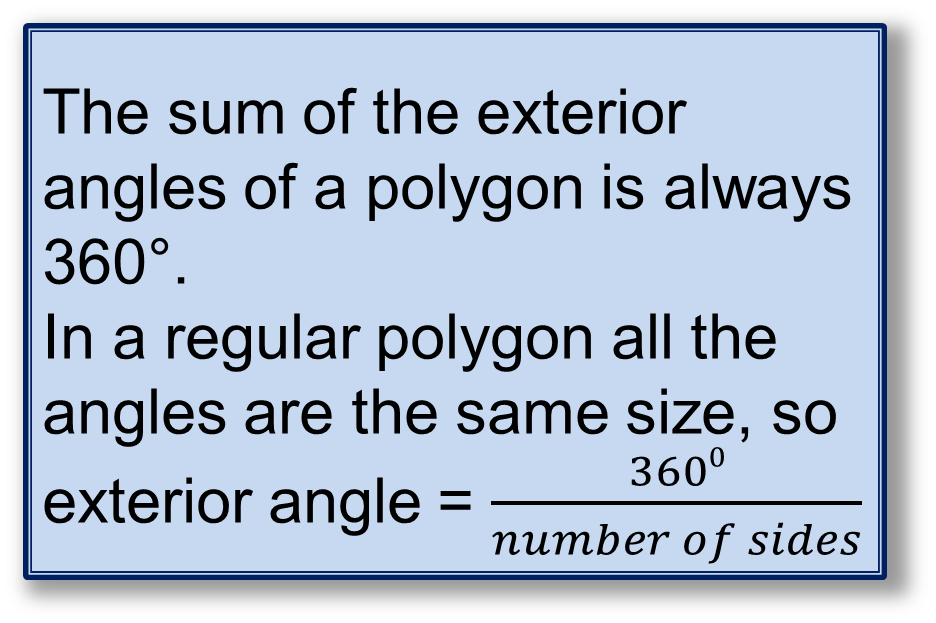 The sum of the exterior
angles of a polygon is always
360°.
In a regular polygon all the
angles are the same size, so
exterior angle = 360⁰ / number of sides